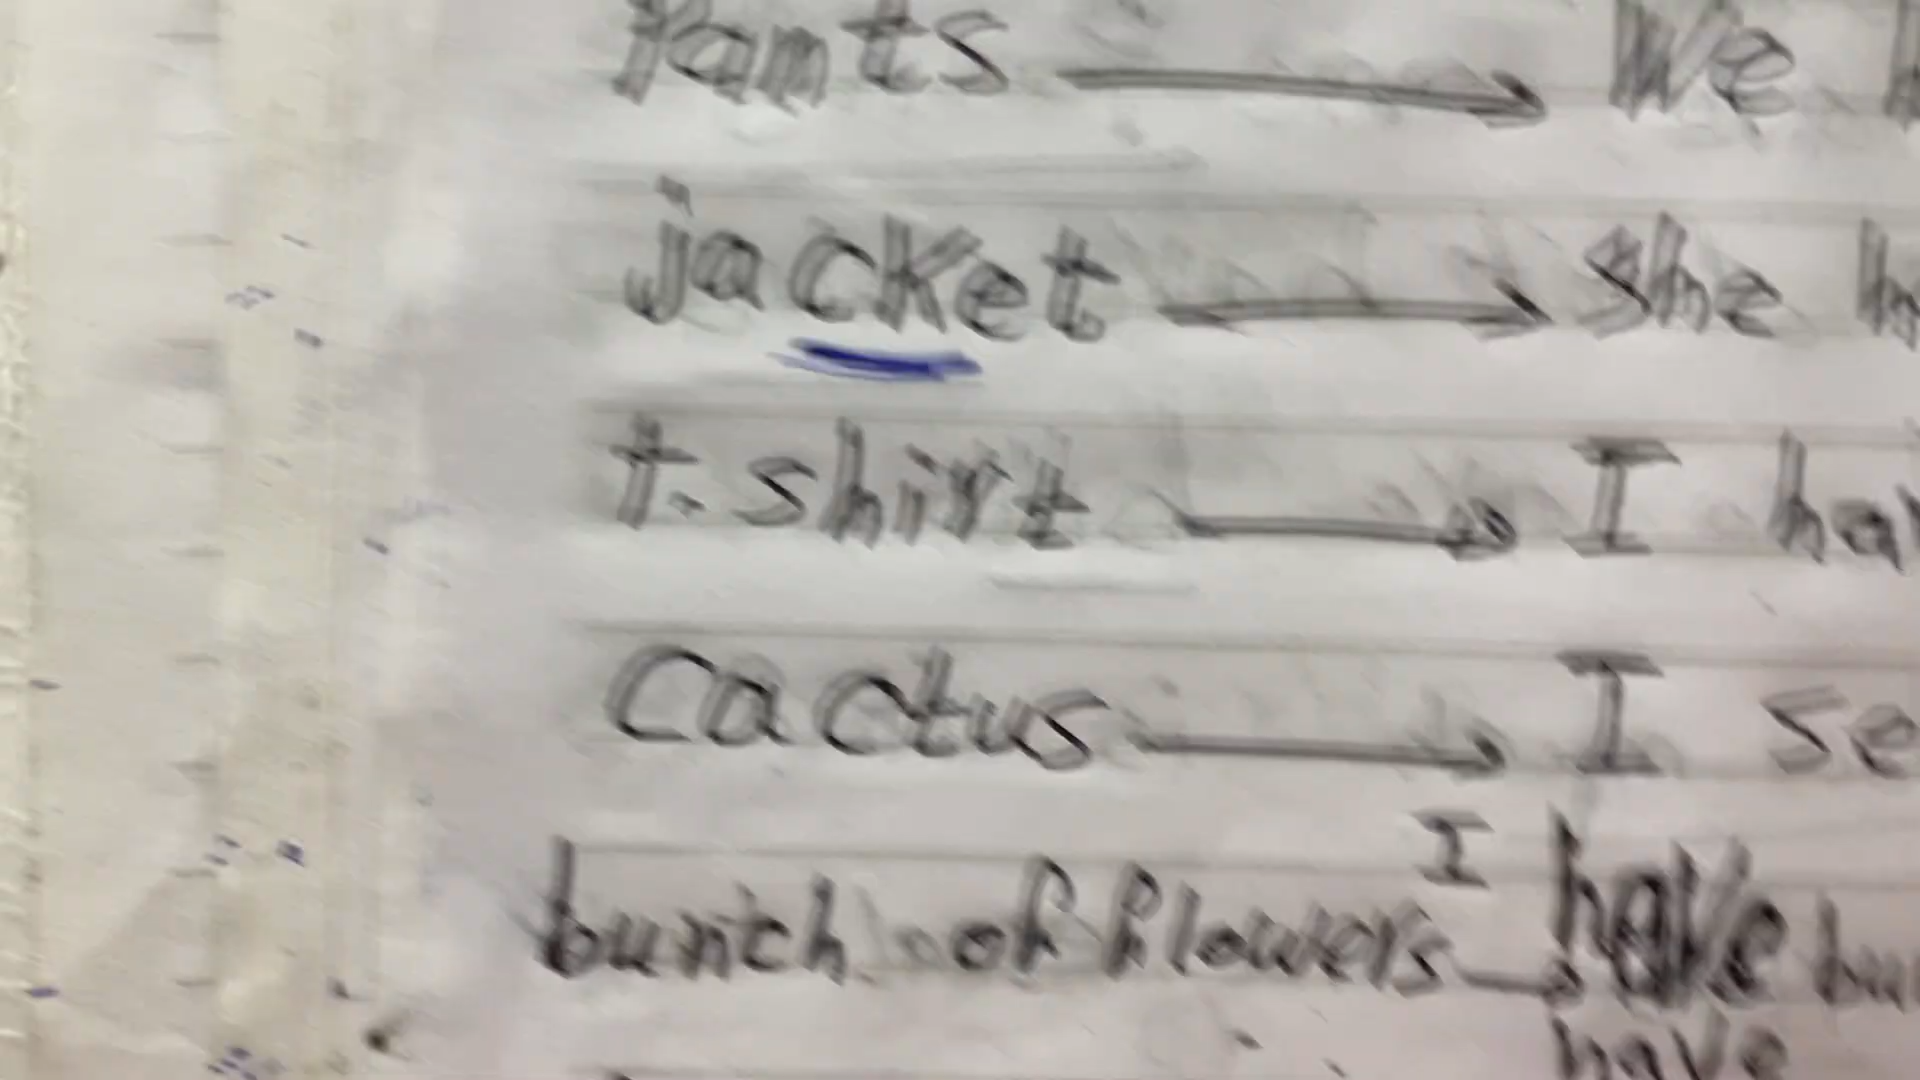 pants → We
jacket → she
t.shirt → I
cactus → I
I
bunch of flowers → have
have